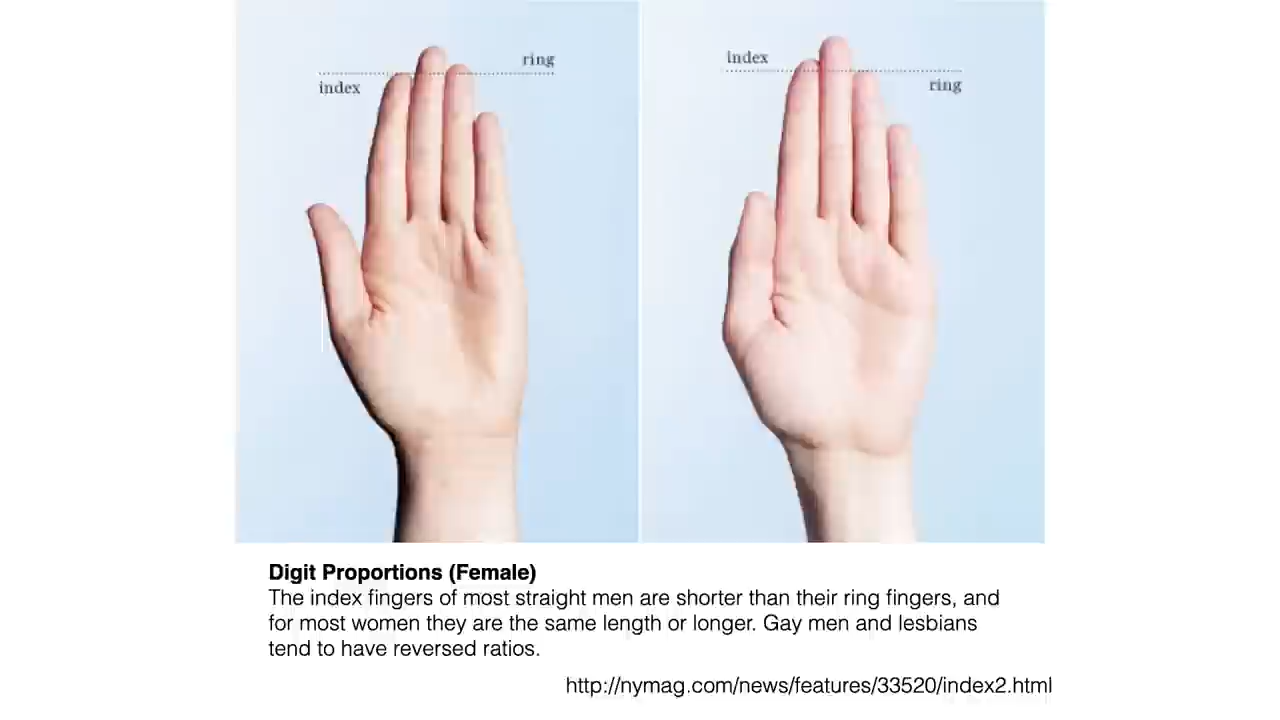 ring
index
index
ring
Digit Proportions (Female)
The index fingers of most straight men are shorter than their ring fingers, and
for most women they are the same length or longer. Gay men and lesbians
tend to have reversed ratios.
http://nymag.com/news/features/33520/index2.html